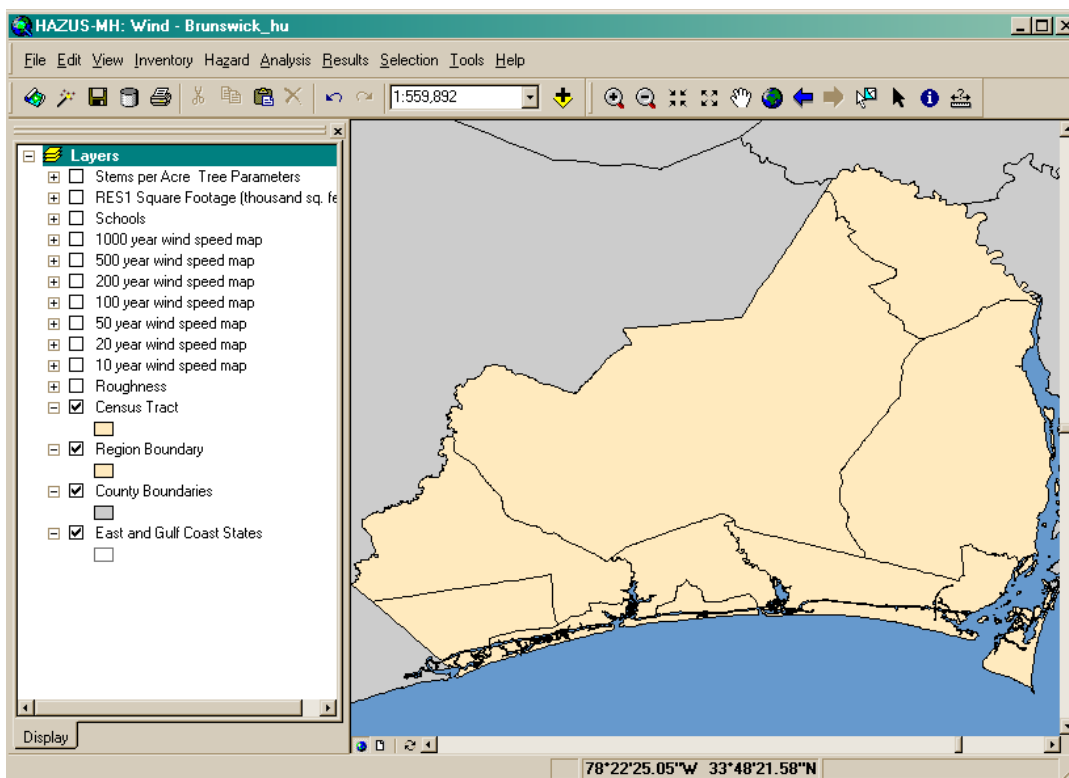 HAZUS-MH: Wind - Brunswick_hu
File Edit View Inventory Hazard Analysis Results Selection Tools Help
1:559,892
Layers
Stems per Acre Tree Parameters
RES1 Square Footage (thousand sq. fe
Schools
1000 year wind speed map
500 year wind speed map
200 year wind speed map
100 year wind speed map
50 year wind speed map
20 year wind speed map
10 year wind speed map
Roughness
Census Tract
Region Boundary
County Boundaries
East and Gulf Coast States
Display
78°22'25.05"W 33°48'21.58"N